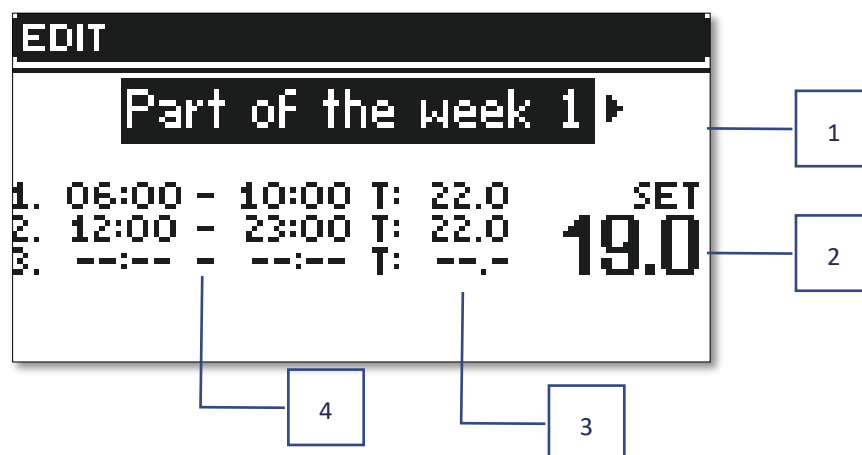 EDIT
Part of the week 1
1. 06:00 - 10:00 T: 22.0 SET
2. 12:00 - 23:00 T: 22.0 19.0
3. --:-- - --:-- T: --.-
1
2
3
4